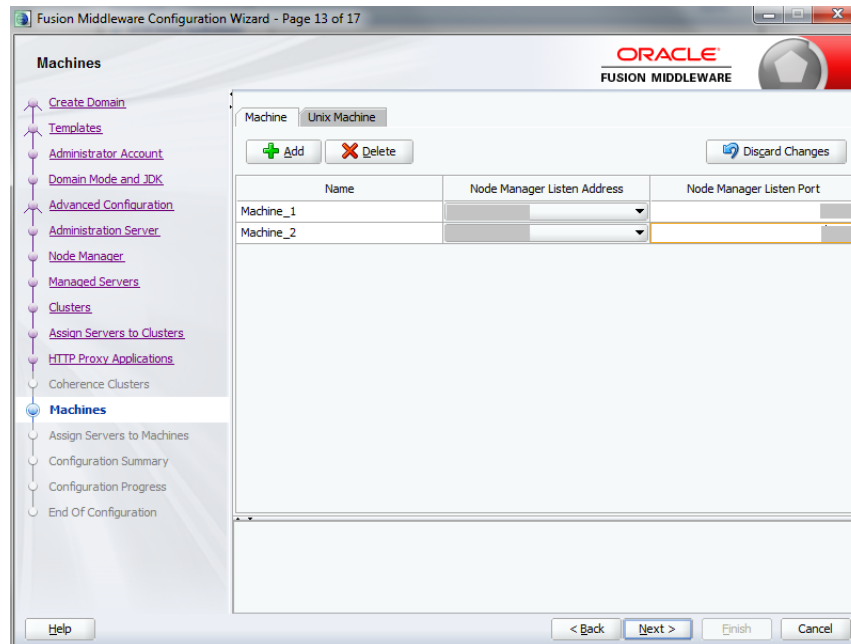 Fusion Middleware Configuration Wizard - Page 13 of 17
Machines
ORACLE
FUSION MIDDLEWARE
Create Domain
Templates
Administrator Account
Domain Mode and JDK
Advanced Configuration
Administration Server
Node Manager
Managed Servers
Clusters
Assign Servers to Clusters
HTTP Proxy Applications
Coherence Clusters
Machines
Assign Servers to Machines
Configuration Summary
Configuration Progress
End Of Configuration
Machine Unix Machine
Add Delete Discard Changes
Name Node Manager Listen Address Node Manager Listen Port
Machine_1
Machine_2
Help < Back Next > Finish Cancel